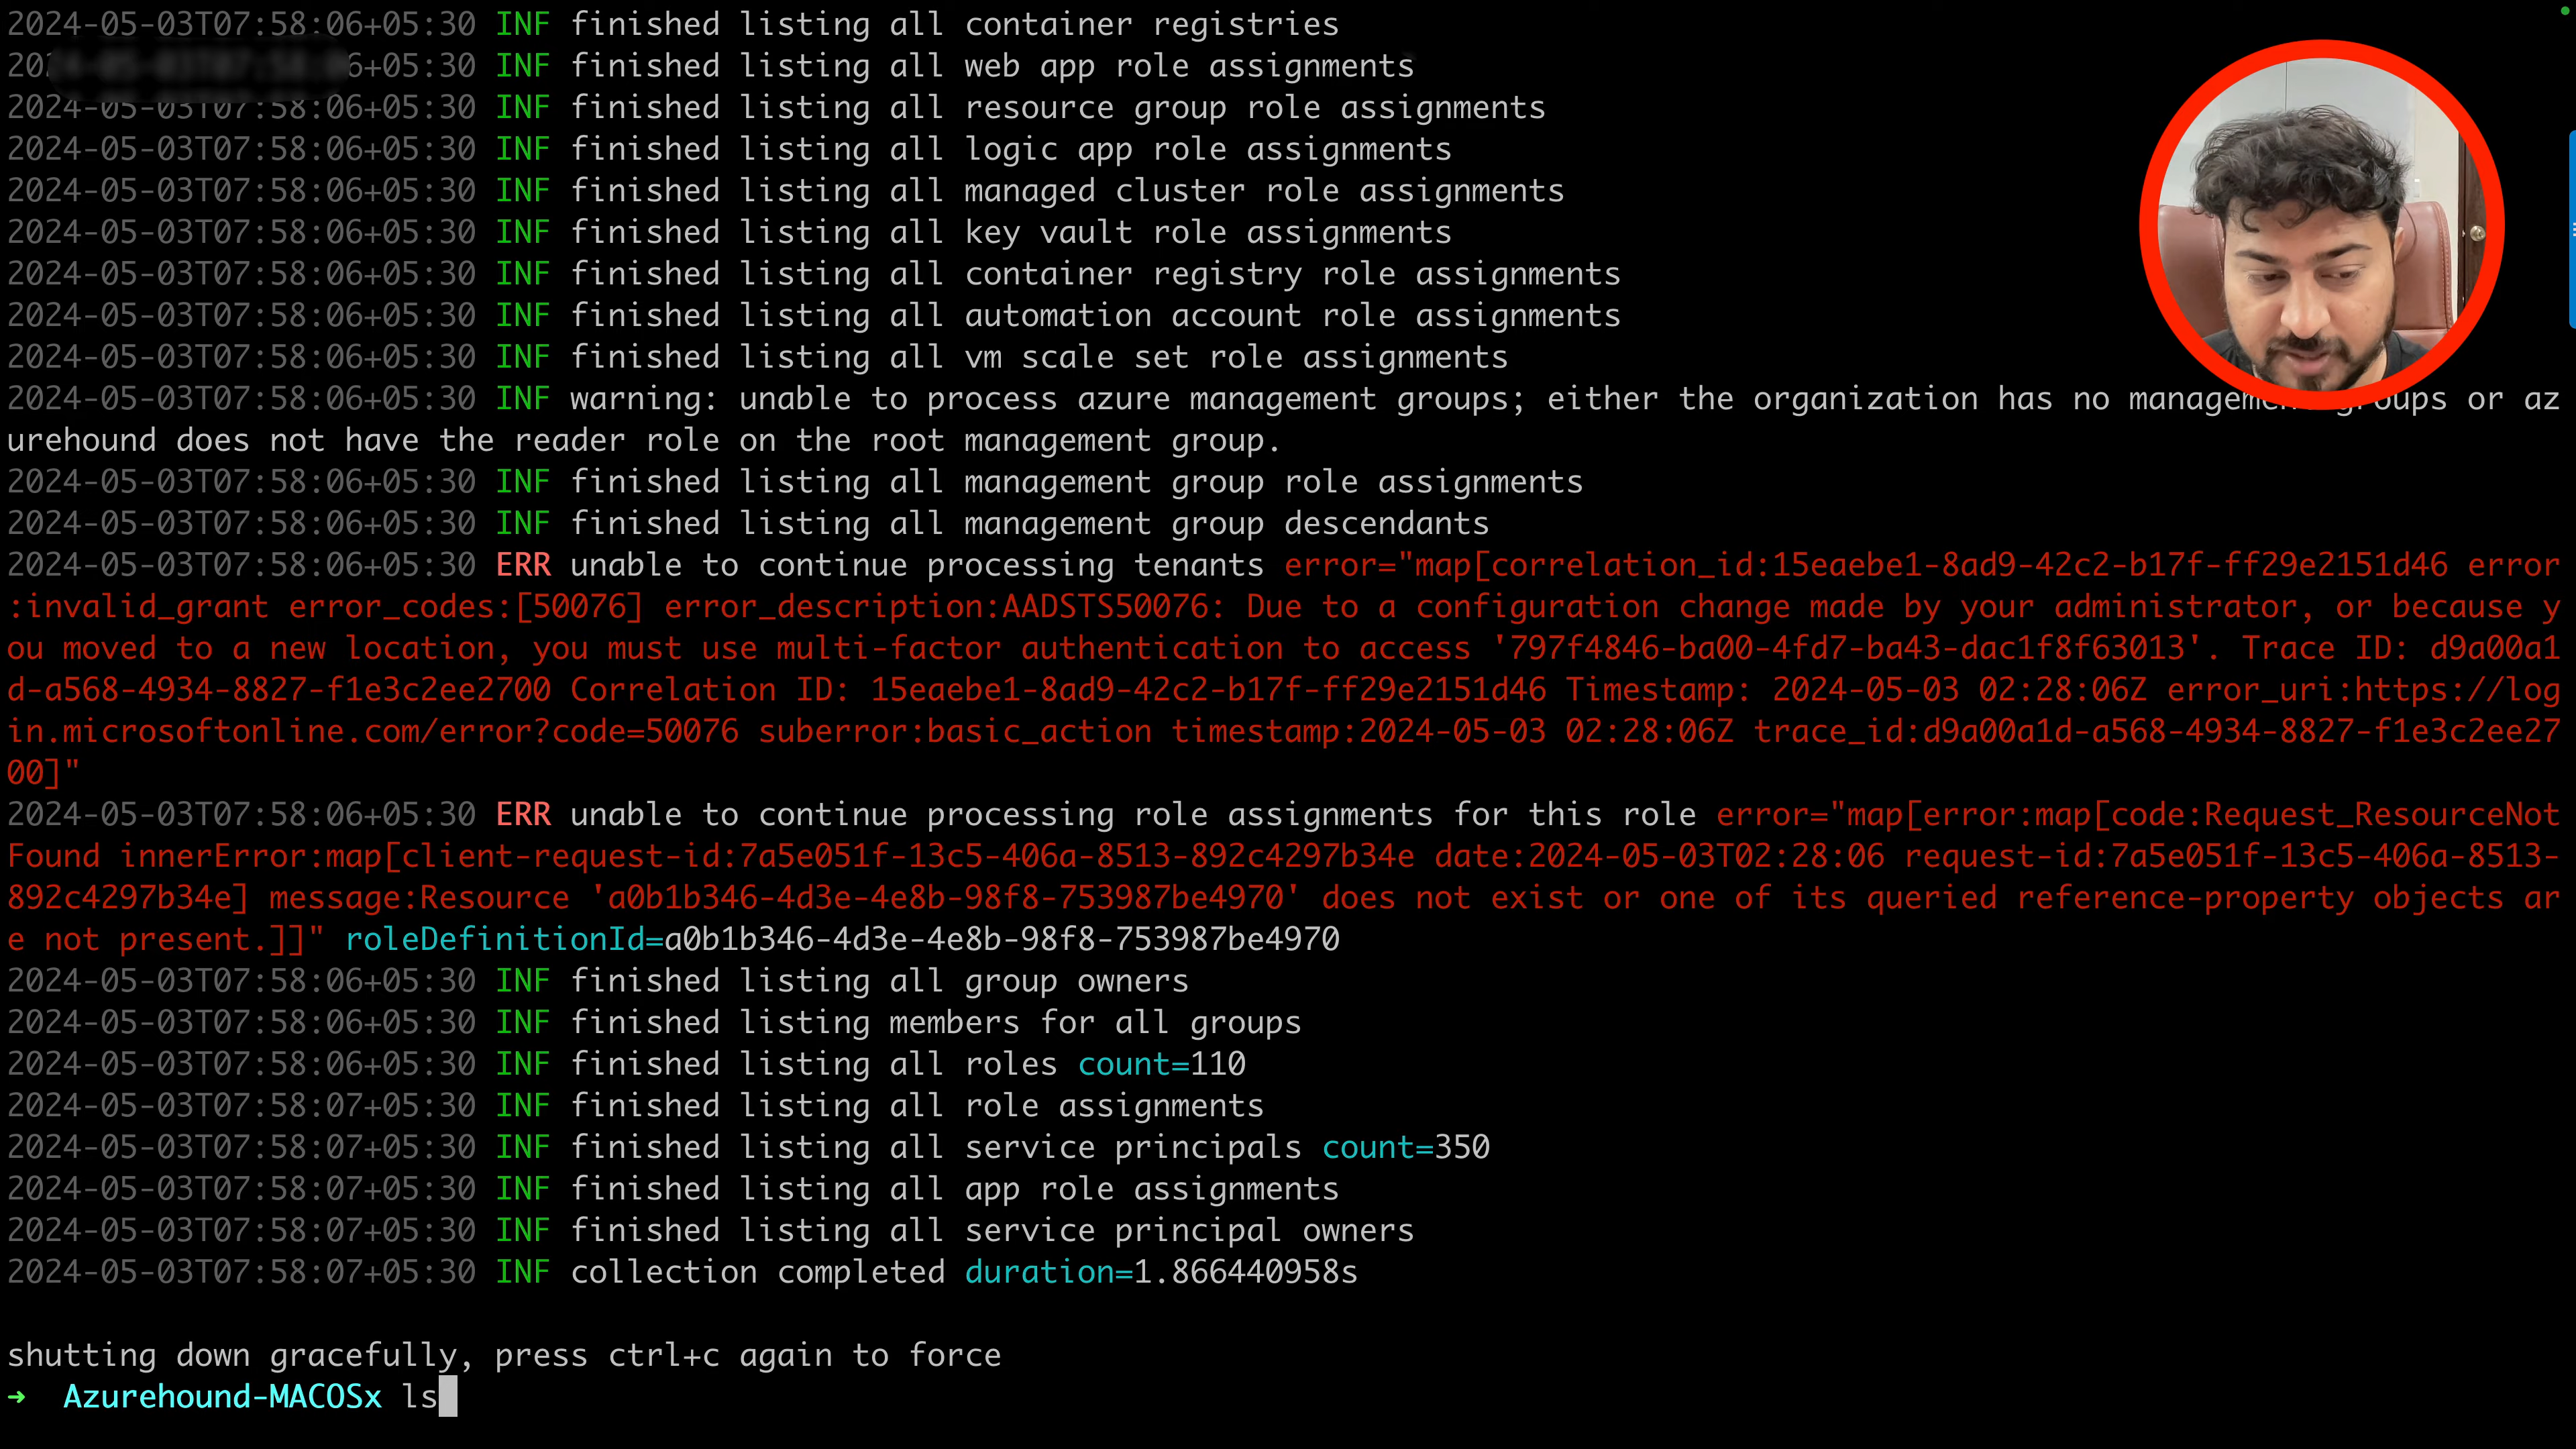 2024-05-03T07:58:06+05:30 INF finished listing all container registries
20 6+05:30 INF finished listing all web app role assignments
2024-05-03T07:58:06+05:30 INF finished listing all resource group role assignments
2024-05-03T07:58:06+05:30 INF finished listing all logic app role assignments
2024-05-03T07:58:06+05:30 INF finished listing all managed cluster role assignments
2024-05-03T07:58:06+05:30 INF finished listing all key vault role assignments
2024-05-03T07:58:06+05:30 INF finished listing all container registry role assignments
2024-05-03T07:58:06+05:30 INF finished listing all automation account role assignments
2024-05-03T07:58:06+05:30 INF finished listing all vm scale set role assignments
2024-05-03T07:58:06+05:30 INF warning: unable to process azure management groups; either the organization has no management groups or az
urehound does not have the reader role on the root management group.
2024-05-03T07:58:06+05:30 INF finished listing all management group role assignments
2024-05-03T07:58:06+05:30 INF finished listing all management group descendants
2024-05-03T07:58:06+05:30 ERR unable to continue processing tenants error="map[correlation_id:15eaebe1-8ad9-42c2-b17f-ff29e2151d46 error
:invalid_grant error_codes:[50076] error_description:AADSTS50076: Due to a configuration change made by your administrator, or because y
ou moved to a new location, you must use multi-factor authentication to access '797f4846-ba00-4fd7-ba43-dac1f8f63013'. Trace ID: d9a00a1
d-a568-4934-8827-f1e3c2ee2700 Correlation ID: 15eaebe1-8ad9-42c2-b17f-ff29e2151d46 Timestamp: 2024-05-03 02:28:06Z error_uri:https://log
in.microsoftonline.com/error?code=50076 suberror:basic_action timestamp:2024-05-03 02:28:06Z trace_id:d9a00a1d-a568-4934-8827-f1e3c2ee27
00]"
2024-05-03T07:58:06+05:30 ERR unable to continue processing role assignments for this role error="map[error:map[code:Request_ResourceNot
Found innerError:map[client-request-id:7a5e051f-13c5-406a-8513-892c4297b34e date:2024-05-03T02:28:06 request-id:7a5e051f-13c5-406a-8513-
892c4297b34e] message:Resource 'a0b1b346-4d3e-4e8b-98f8-753987be4970' does not exist or one of its queried reference-property objects ar
e not present.]]" roleDefinitionId=a0b1b346-4d3e-4e8b-98f8-753987be4970
2024-05-03T07:58:06+05:30 INF finished listing all group owners
2024-05-03T07:58:06+05:30 INF finished listing members for all groups
2024-05-03T07:58:06+05:30 INF finished listing all roles count=110
2024-05-03T07:58:07+05:30 INF finished listing all role assignments
2024-05-03T07:58:07+05:30 INF finished listing all service principals count=350
2024-05-03T07:58:07+05:30 INF finished listing all app role assignments
2024-05-03T07:58:07+05:30 INF finished listing all service principal owners
2024-05-03T07:58:07+05:30 INF collection completed duration=1.866440958s
shutting down gracefully, press ctrl+c again to force
→ Azurehound-MACOSx ls